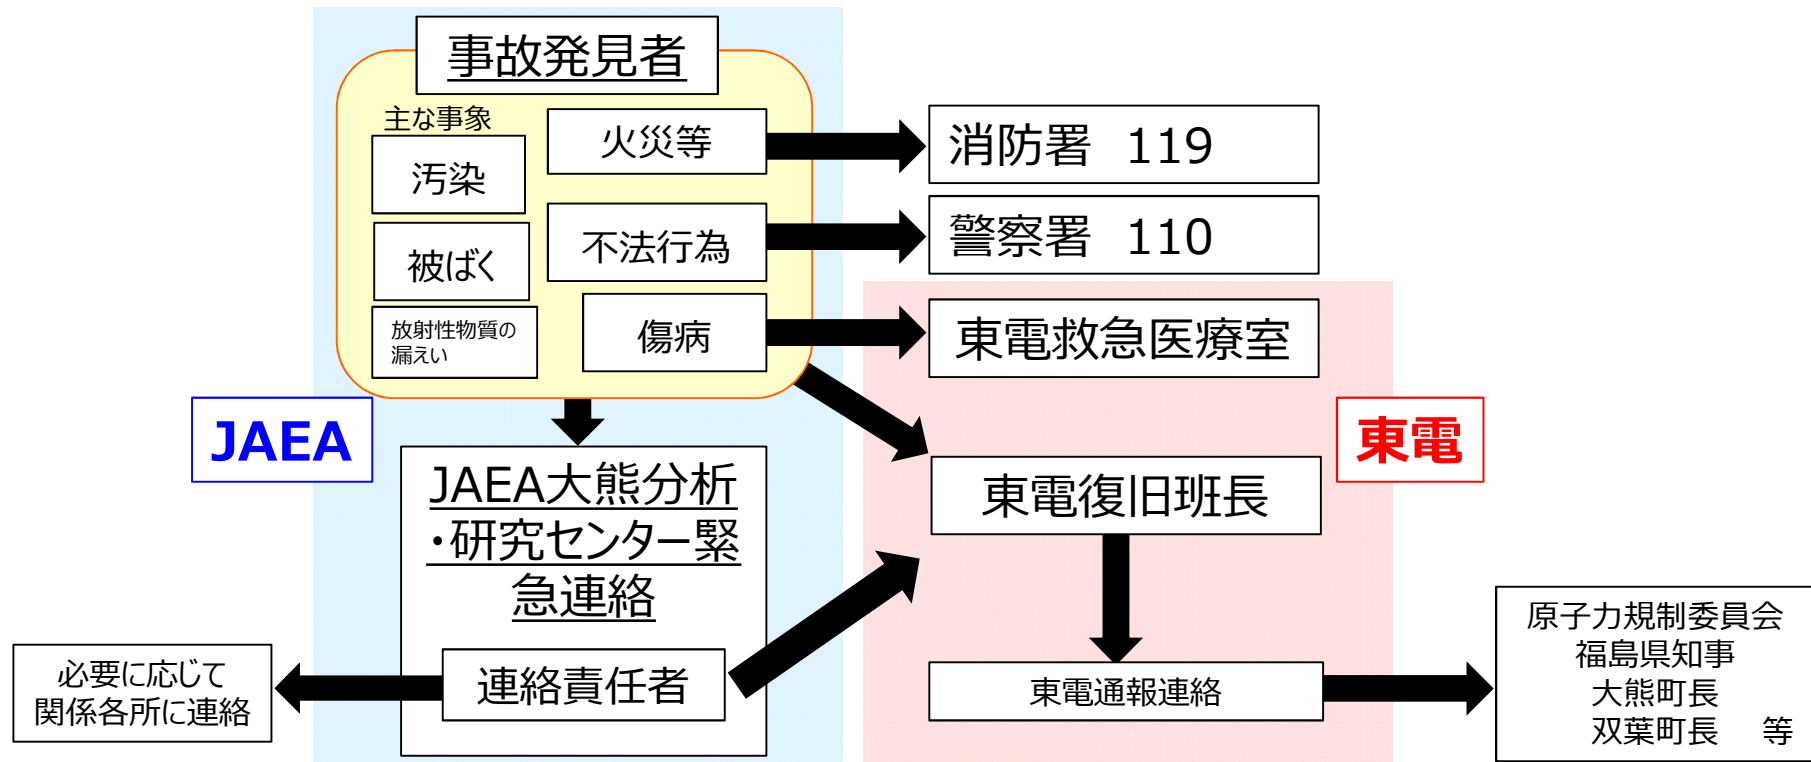 事故発見者
主な事象
汚染
被ばく
放射性物質の
漏えい
火災等
不法行為
傷病
消防署 119
警察署 110
東電救急医療室
JAEA
東電
JAEA大熊分析
・研究センター緊
急連絡
連絡責任者
東電復旧班長
東電通報連絡
必要に応じて
関係各所に連絡
原子力規制委員会
福島県知事
大熊町長
双葉町長 等